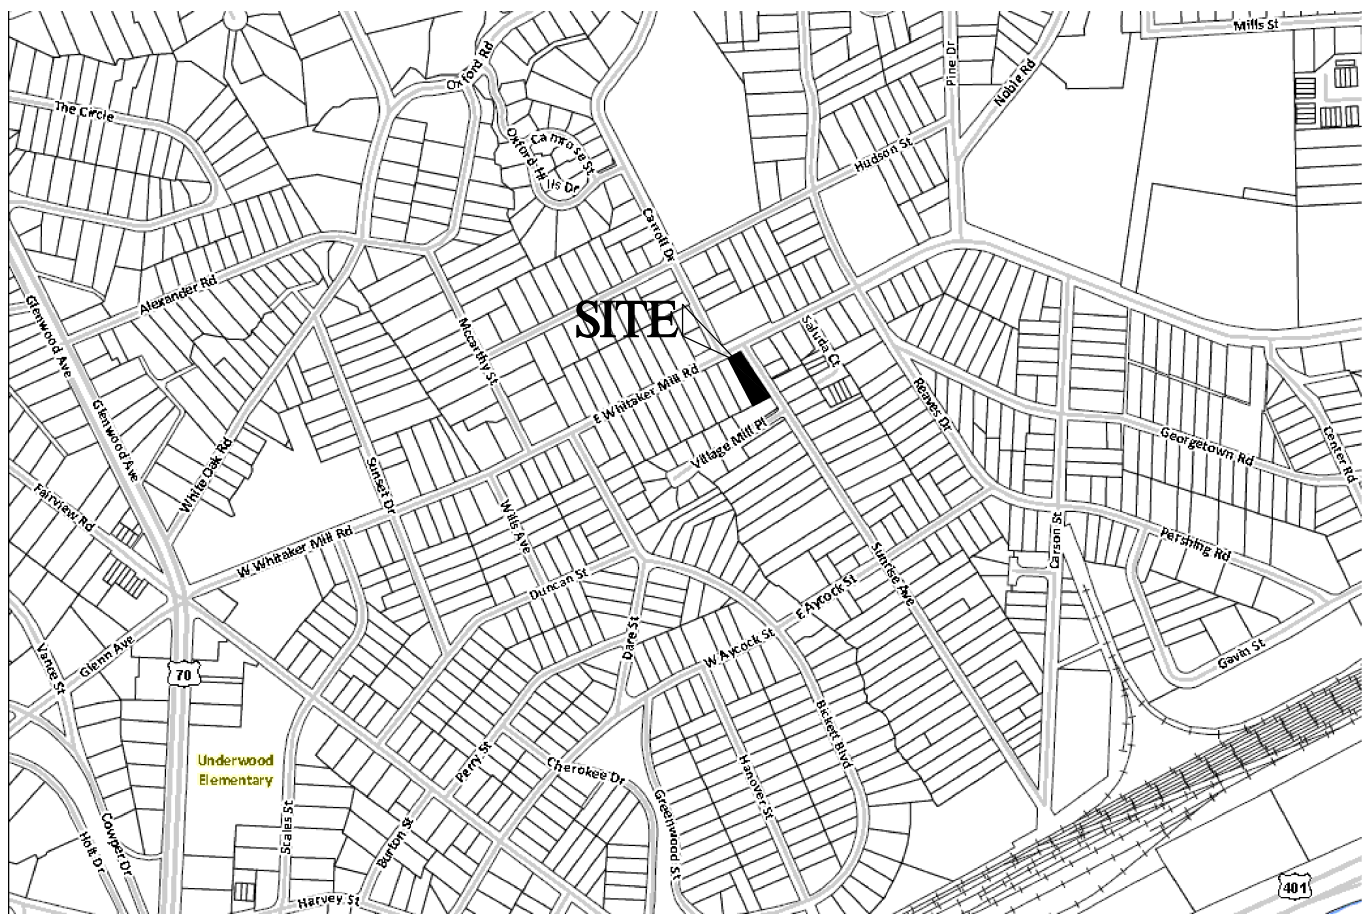 Mills St
Oxford Rd
Pine Dr
Noble Rd
The Circle
Camrose St
Oxford Hills Dr
Hudson St
Carroll Dr
Alexander Rd
Glenwood Ave
SITE
Mccarthy St
Saluda Ct
E Whitaker Mill Rd
Reaves Dr
Glenwood Ave
Village Mill Pl
Georgetown Rd
Center Rd
White Oak Rd
Sunset Dr
Fairview Rd
Wills Ave
W Whitaker Mill Rd
Carson St
Pershing Rd
Duncan St
Sunrise Ave
E Aycock St
Dare St
W Aycock St
Glenn Ave
Vance St
Gavin St
70
Bickett Blvd
Underwood
Elementary
Perry St
Cherokee Dr
Hanover St
Greenwood St
Scales St
Burton St
Cowper Dr
Holt Dr
Harvey St
401